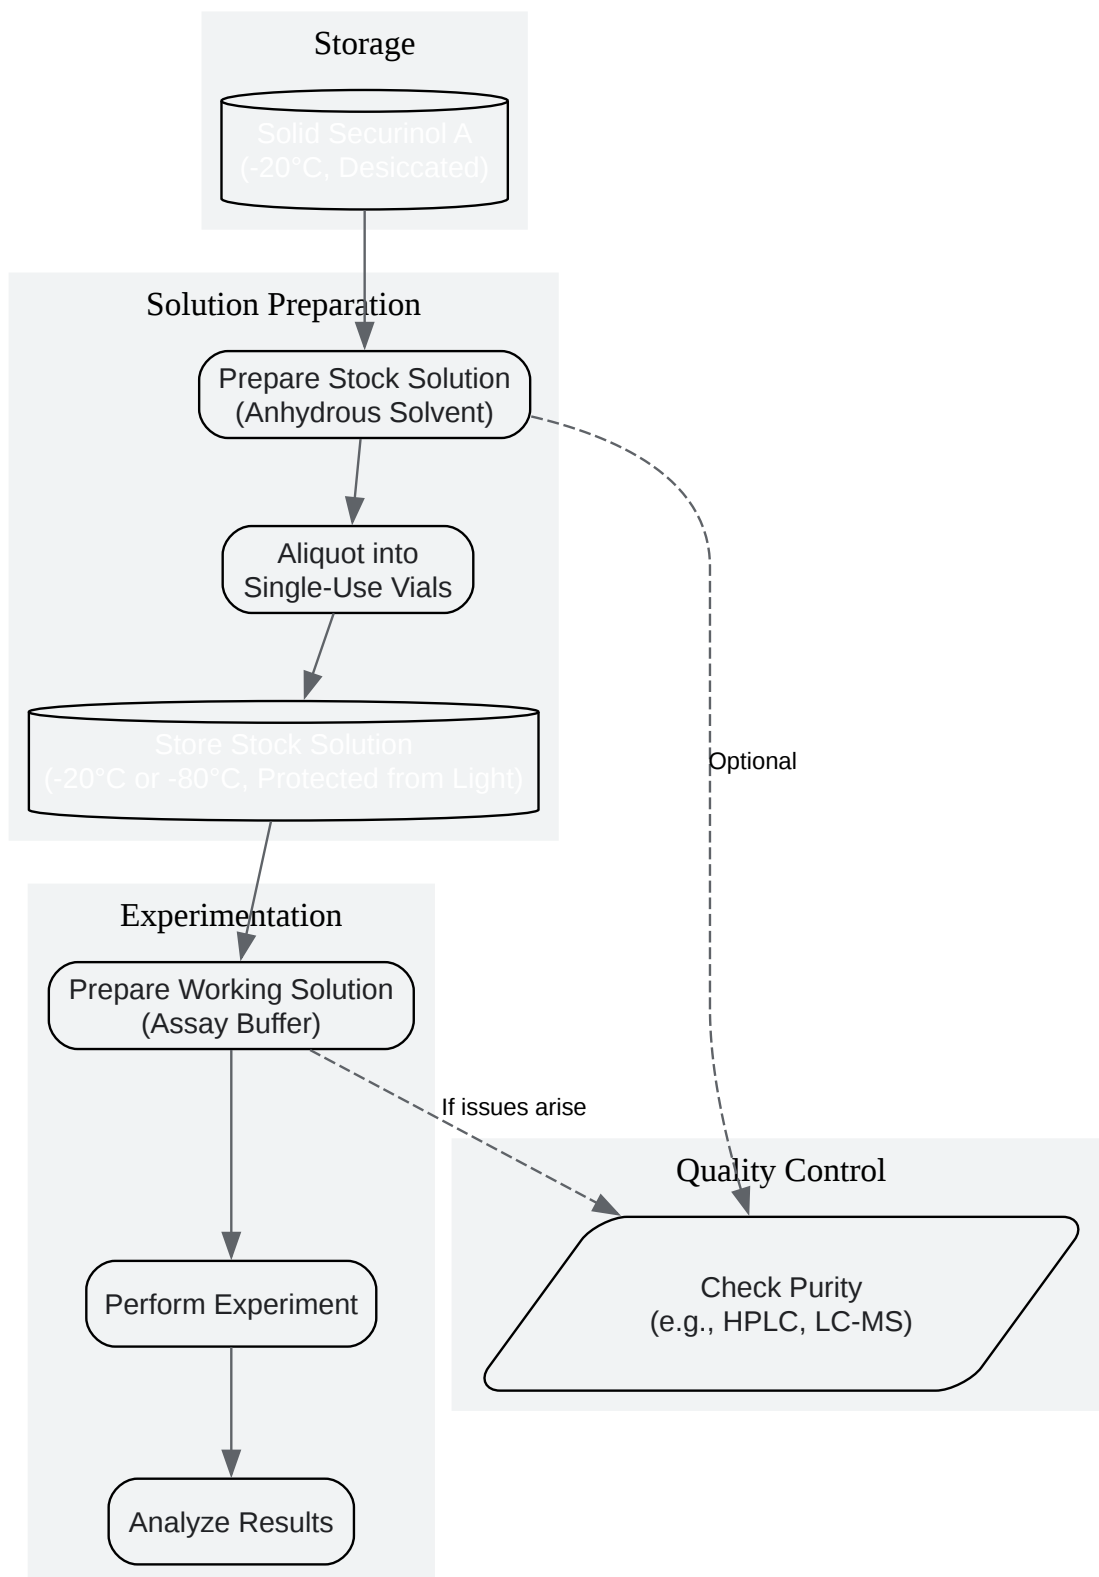 Storage
Solid Securinol A
(-20°C, Desiccated)
Solution Preparation
Prepare Stock Solution
(Anhydrous Solvent)
Aliquot into
Single-Use Vials
Store Stock Solution
(-20°C or -80°C, Protected from Light)
Optional
Experimentation
Prepare Working Solution
(Assay Buffer)
If issues arise
Quality Control
Check Purity
(e.g., HPLC, LC-MS)
Perform Experiment
Analyze Results